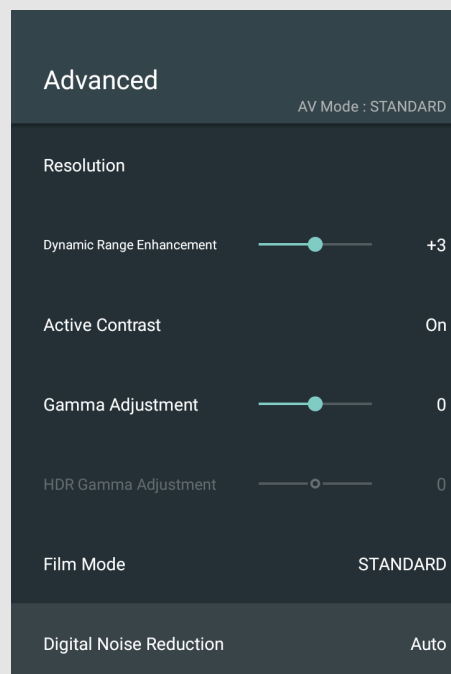 Advanced
AV Mode : STANDARD
Resolution
Dynamic Range Enhancement +3
Active Contrast On
Gamma Adjustment 0
HDR Gamma Adjustment 0
Film Mode STANDARD
Digital Noise Reduction Auto